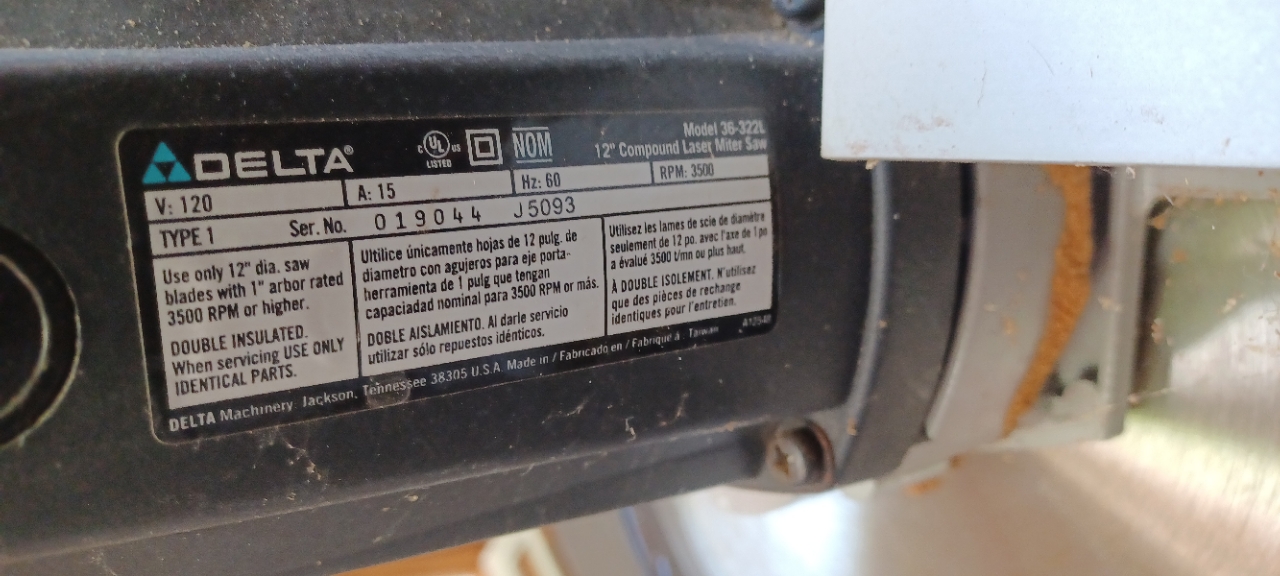 DELTA®
C UL US LISTED
NOM
Model 36-322L
12" Compound Laser Miter Saw
V: 120
A: 15
Hz: 60
RPM: 3500
TYPE 1
Ser. No. 019044 J5093
Use only 12" dia. saw
blades with 1" arbor rated
3500 RPM or higher.
DOUBLE INSULATED.
When servicing USE ONLY
IDENTICAL PARTS.
Utilice únicamente hojas de 12 pulg. de
diametro con agujeros para eje porta-
herramienta de 1 pulg que tengan
capaciadad nominal para 3500 RPM or más.
DOBLE AISLAMIENTO. Al darle servicio
utilizar sólo repuestos idénticos.
Utilisez les lames de scie de diamètre
seulement de 12 po. avec l'axe de 1 po
a évalué 3500 t/mn ou plus haut.
À DOUBLE ISOLEMENT. N'utilisez
que des pièces de rechange
identiques pour l'entretien.
DELTA Machinery Jackson, Tennessee 38305 U.S.A. Made in / Fabricado en / Fabriqué à : Taiwan